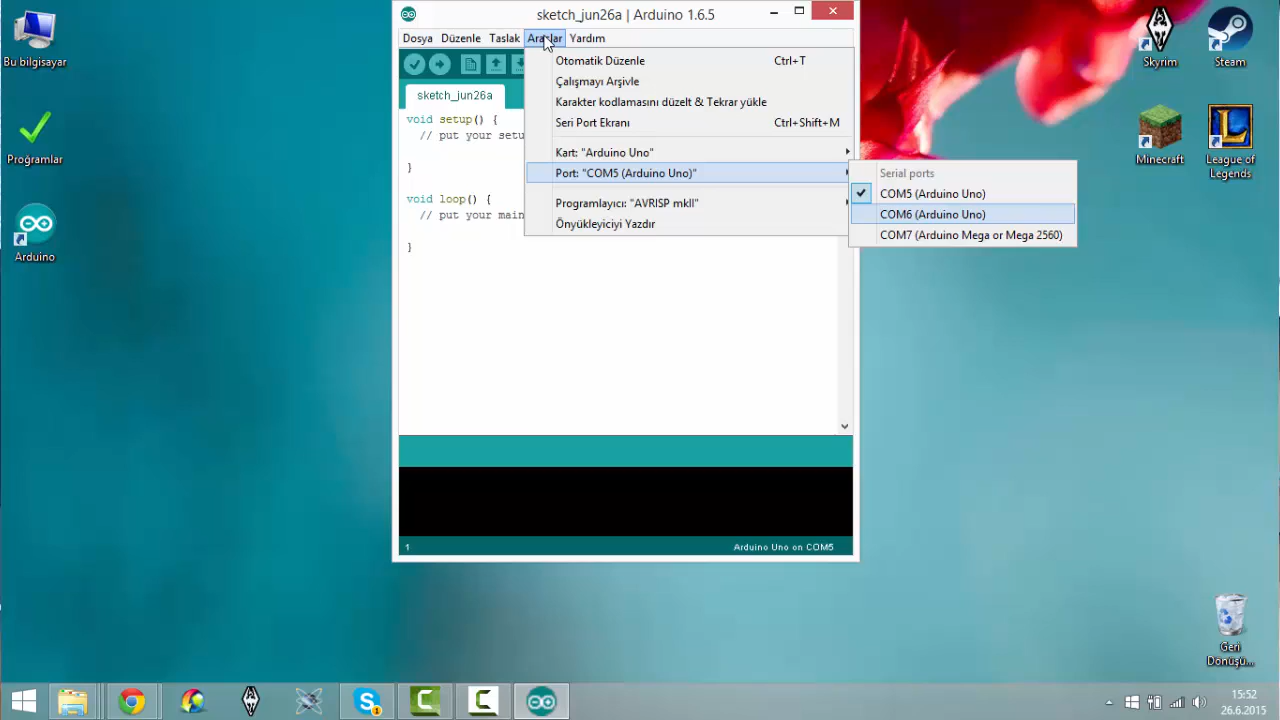 sketch_jun26a | Arduino 1.6.5
Dosya Düzenle Taslak Araçlar Yardım
Otomatik Düzenle Ctrl+T
Çalışmayı Arşivle
Karakter kodlamasını düzelt & Tekrar yükle
Seri Port Ekranı Ctrl+Shift+M
Kart: "Arduino Uno"
Port: "COM5 (Arduino Uno)"
Programlayıcı: "AVRISP mkII"
Önyükleyiciyi Yazdır
Serial ports
COM5 (Arduino Uno)
COM6 (Arduino Uno)
COM7 (Arduino Mega or Mega 2560)
sketch_jun26a
void setup() {
// put your setu
}
void loop() {
// put your main
}
1 Arduino Uno on COM5
Bu bilgisayar
Programlar
Arduino
Skyrim
Steam
Minecraft
League of
Legends
Geri
Dönüşü...
15:52
26.6.2015